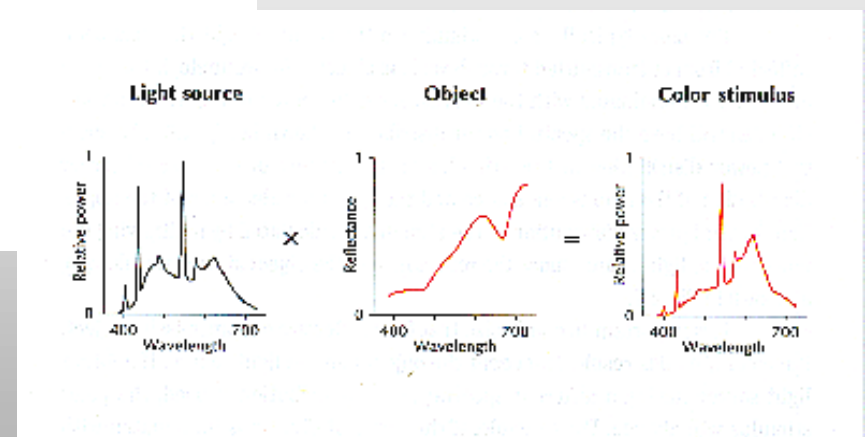 Light source
Object
Color stimulus
1
Relative power
0
400
700
Wavelength
×
1
Reflectance
0
400
700
Wavelength
=
1
Relative power
0
400
700
Wavelength